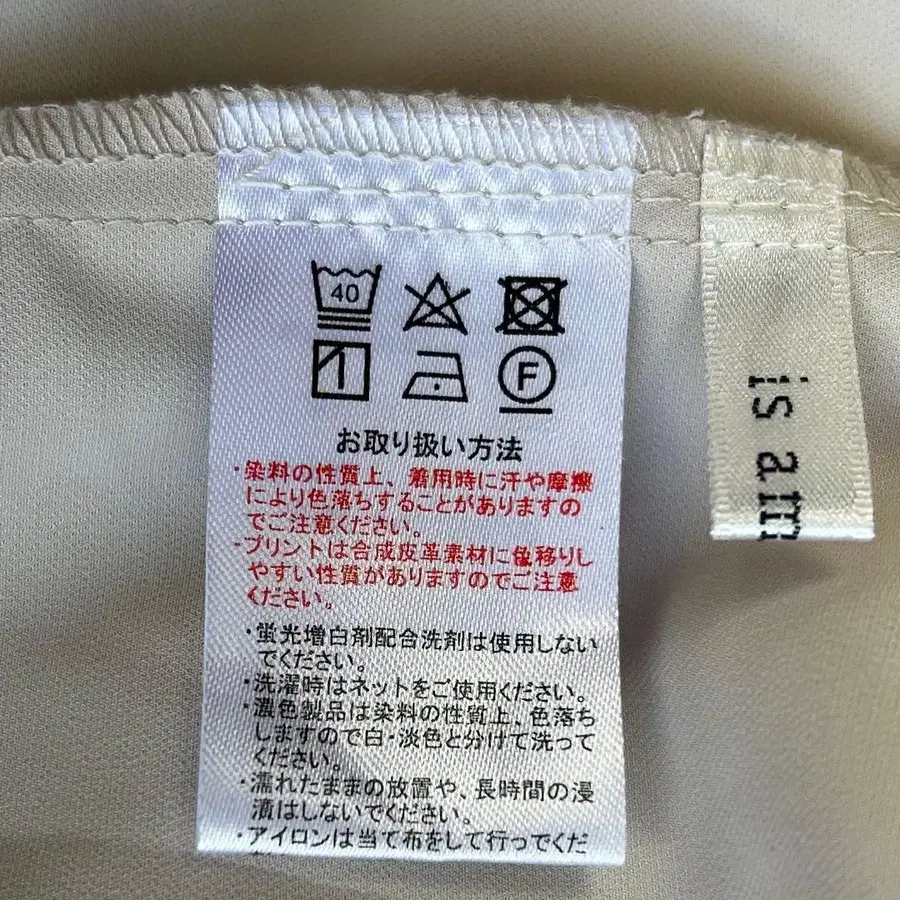 40
F
お取り扱い方法
・染料の性質上、着用時に汗や摩擦
により色落ちすることがありますの
でご注意ください。
・プリントは合成皮革素材に色移りし
やすい性質がありますのでご注意
ください。
・蛍光増白剤配合洗剤は使用しない
でください。
・洗濯時はネットをご使用ください。
・濃色製品は染料の性質上、色落ち
しますので白・淡色と分けて洗って
ください。
・濡れたままの放置や、長時間の浸
漬はしないでください。
・アイロンは当て布をして行ってくだ
is am